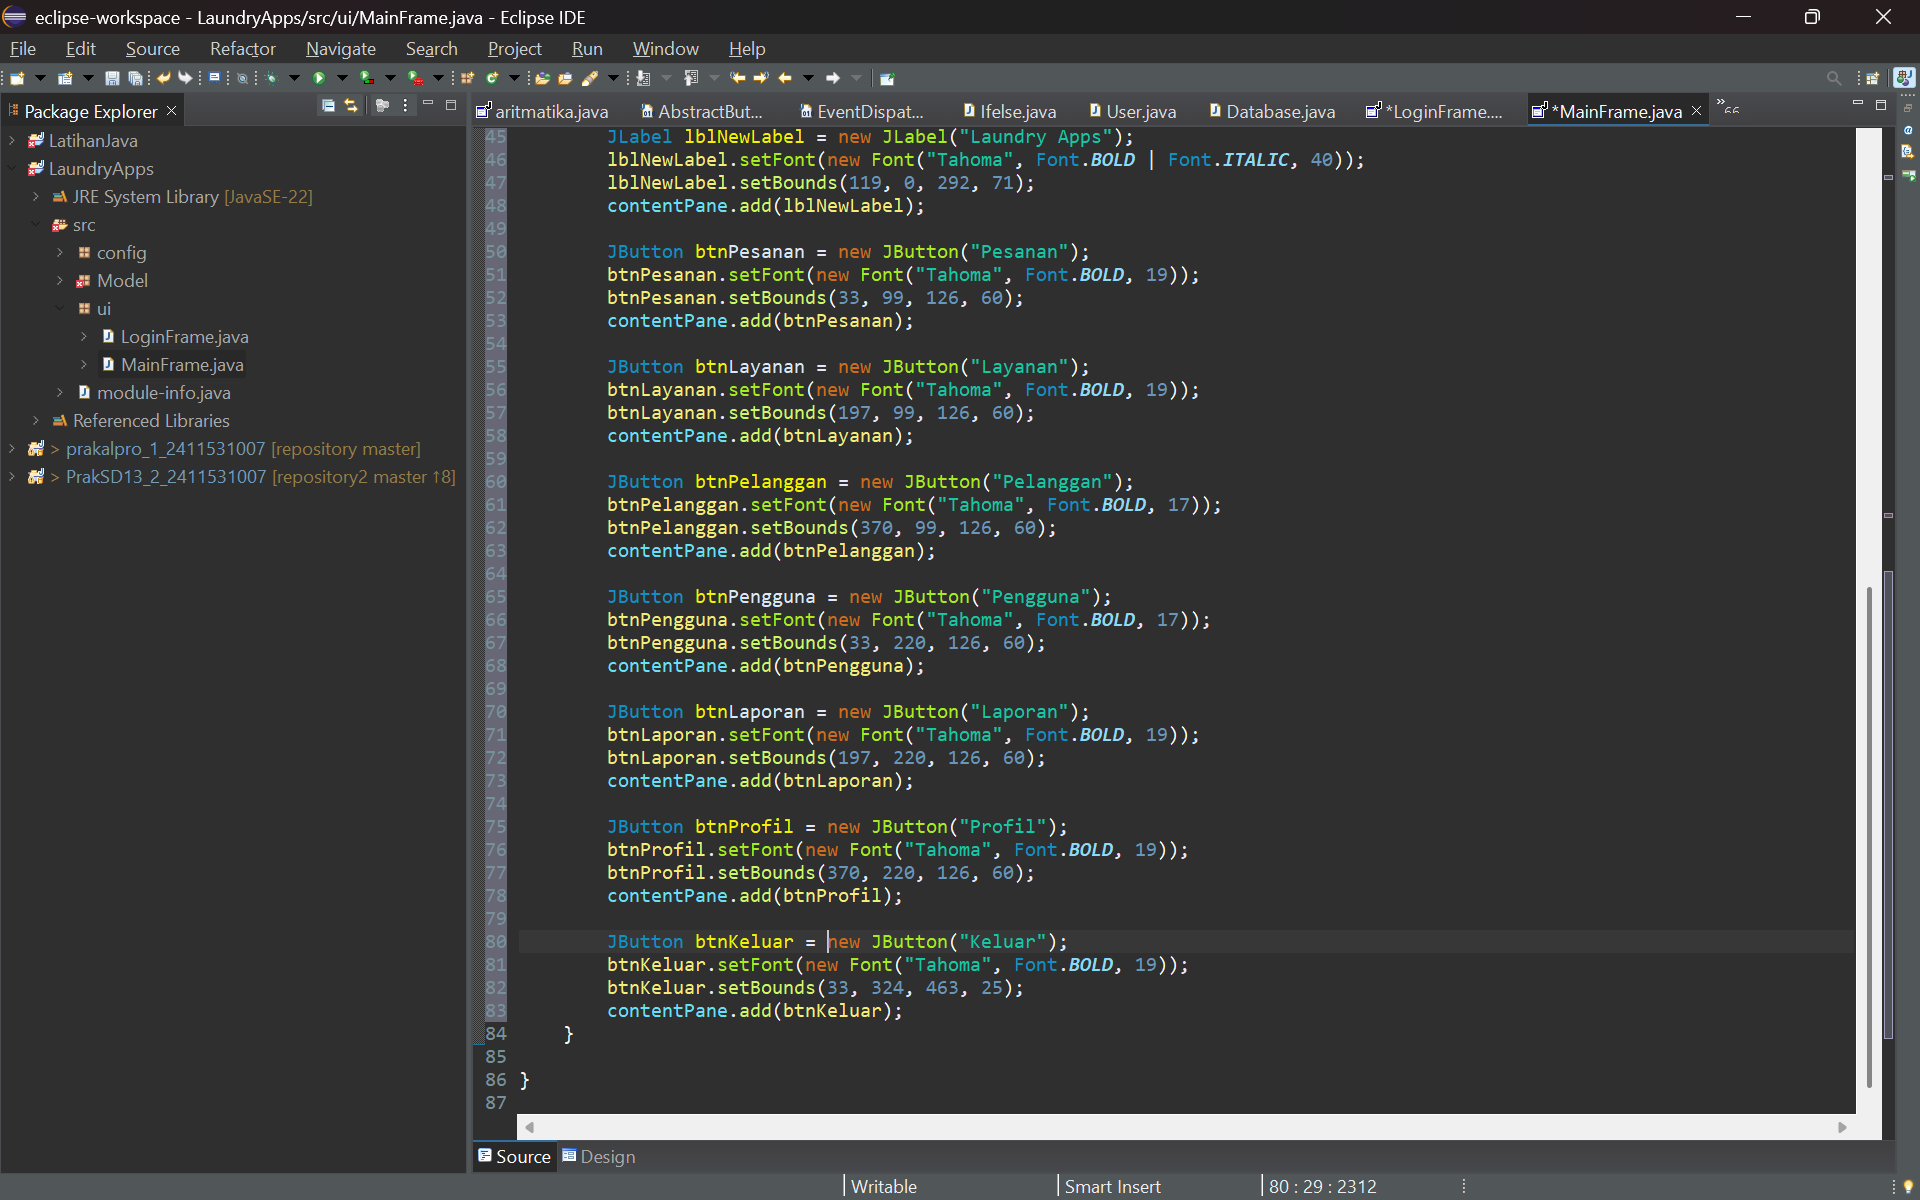 eclipse-workspace - LaundryApps/src/ui/MainFrame.java - Eclipse IDE
File Edit Source Refactor Navigate Search Project Run Window Help
Package Explorer
aritmatika.java AbstractBut... EventDispat... Ifelse.java User.java Database.java *LoginFrame.... *MainFrame.java »66
LatihanJava
LaundryApps
JRE System Library [JavaSE-22]
src
config
Model
ui
LoginFrame.java
MainFrame.java
module-info.java
Referenced Libraries
> prakalpro_1_2411531007 [repository master]
> PrakSD13_2_2411531007 [repository2 master ↑8]
45 JLabel lblNewLabel = new JLabel("Laundry Apps");
46 lblNewLabel.setFont(new Font("Tahoma", Font.BOLD | Font.ITALIC, 40));
47 lblNewLabel.setBounds(119, 0, 292, 71);
48 contentPane.add(lblNewLabel);
49
50 JButton btnPesanan = new JButton("Pesanan");
51 btnPesanan.setFont(new Font("Tahoma", Font.BOLD, 19));
52 btnPesanan.setBounds(33, 99, 126, 60);
53 contentPane.add(btnPesanan);
54
55 JButton btnLayanan = new JButton("Layanan");
56 btnLayanan.setFont(new Font("Tahoma", Font.BOLD, 19));
57 btnLayanan.setBounds(197, 99, 126, 60);
58 contentPane.add(btnLayanan);
59
60 JButton btnPelanggan = new JButton("Pelanggan");
61 btnPelanggan.setFont(new Font("Tahoma", Font.BOLD, 17));
62 btnPelanggan.setBounds(370, 99, 126, 60);
63 contentPane.add(btnPelanggan);
64
65 JButton btnPengguna = new JButton("Pengguna");
66 btnPengguna.setFont(new Font("Tahoma", Font.BOLD, 17));
67 btnPengguna.setBounds(33, 220, 126, 60);
68 contentPane.add(btnPengguna);
69
70 JButton btnLaporan = new JButton("Laporan");
71 btnLaporan.setFont(new Font("Tahoma", Font.BOLD, 19));
72 btnLaporan.setBounds(197, 220, 126, 60);
73 contentPane.add(btnLaporan);
74
75 JButton btnProfil = new JButton("Profil");
76 btnProfil.setFont(new Font("Tahoma", Font.BOLD, 19));
77 btnProfil.setBounds(370, 220, 126, 60);
78 contentPane.add(btnProfil);
79
80 JButton btnKeluar = new JButton("Keluar");
81 btnKeluar.setFont(new Font("Tahoma", Font.BOLD, 19));
82 btnKeluar.setBounds(33, 324, 463, 25);
83 contentPane.add(btnKeluar);
84 }
85
86 }
87
Source Design
Writable Smart Insert 80 : 29 : 2312